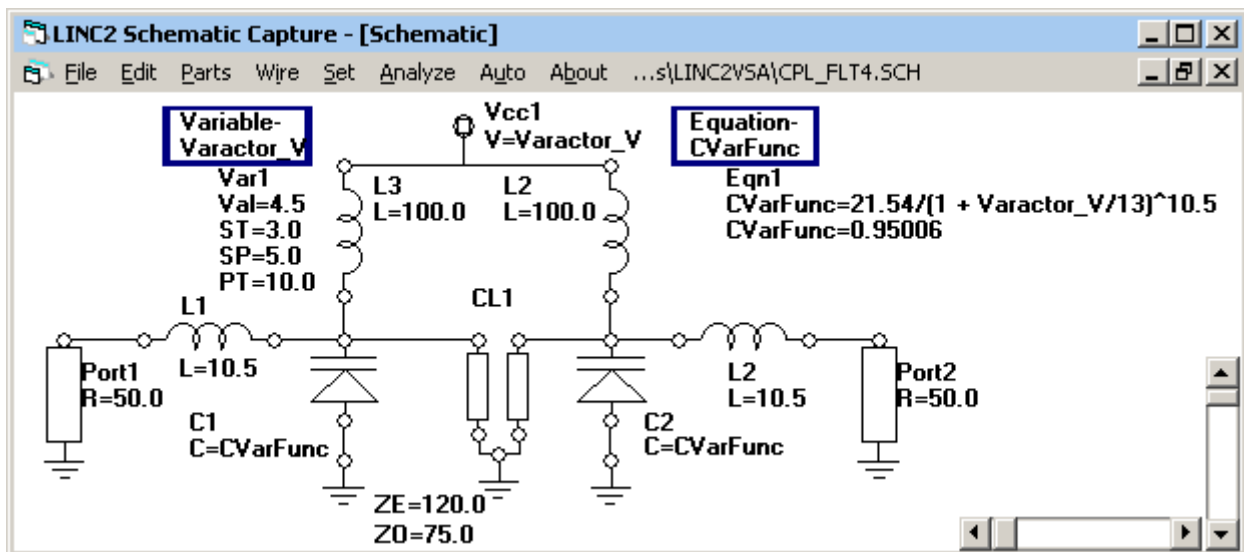 LINC2 Schematic Capture - [Schematic]
File Edit Parts Wire Set Analyze Auto About ...s\LINC2VSA\CPL_FLT4.SCH
Variable-
Varactor_V
Var1
Val=4.5
ST=3.0
SP=5.0
PT=10.0
Vcc1
V=Varactor_V
Equation-
CVarFunc
Eqn1
CVarFunc=21.54/(1 + Varactor_V/13)^10.5
CVarFunc=0.95006
L3
L=100.0
L2
L=100.0
L1
L=10.5
CL1
Port1
R=50.0
L2
L=10.5
Port2
R=50.0
C1
C=CVarFunc
C2
C=CVarFunc
ZE=120.0
ZO=75.0